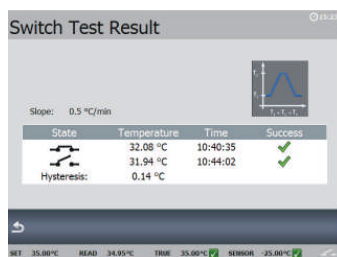 Switch Test Result
Slope: 0.5 °C/min
State Temperature Time Success
32.08 °C 10:40:35
31.94 °C 10:44:02
Hysteresis: 0.14 °C
SET 35.00°C READ 34.95°C TRUE 35.00°C SENSOR -25.00°C